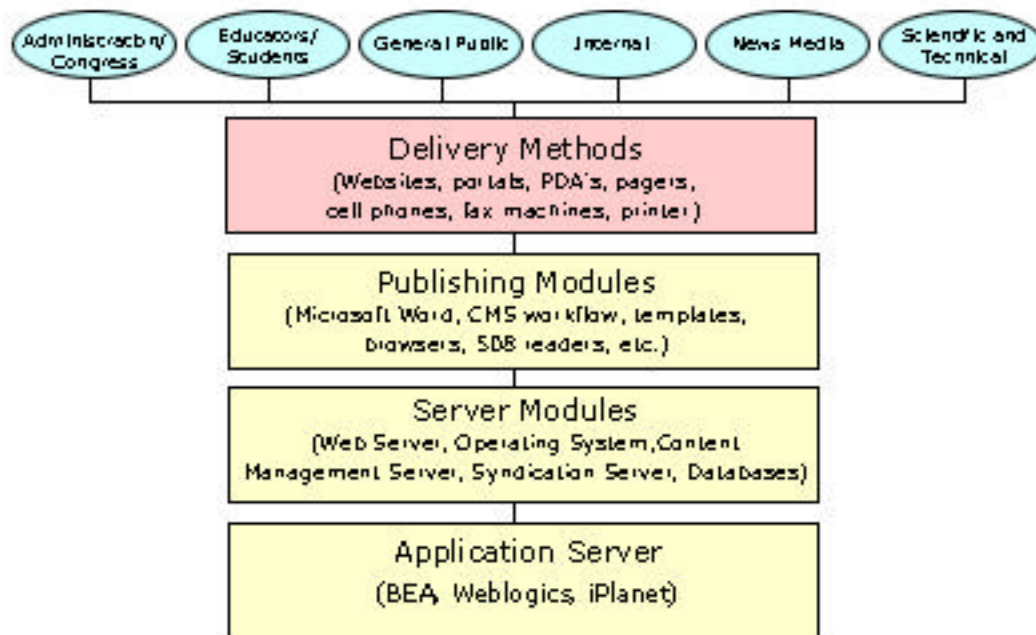 Administration/
Congress
Educators/
Students
General Public
Internal
News Media
Scientific and
Technical
Delivery Methods
(Websites, portals, PDA's, pagers,
cell phones, fax machines, printer)
Publishing Modules
(Microsoft Word, CMS workflow, templates,
browsers, 508 readers, etc.)
Server Modules
(Web Server, Operating System,Content
Management Server, Syndication Server, Databases)
Application Server
(BEA, Weblogics, iPlanet)